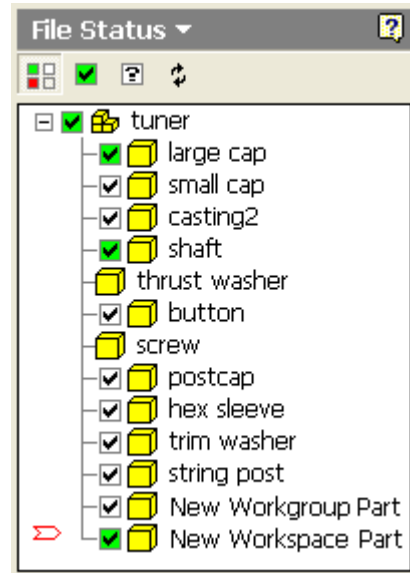 File Status
tuner
large cap
small cap
casting2
shaft
thrust washer
button
screw
postcap
hex sleeve
trim washer
string post
New Workgroup Part
New Workspace Part